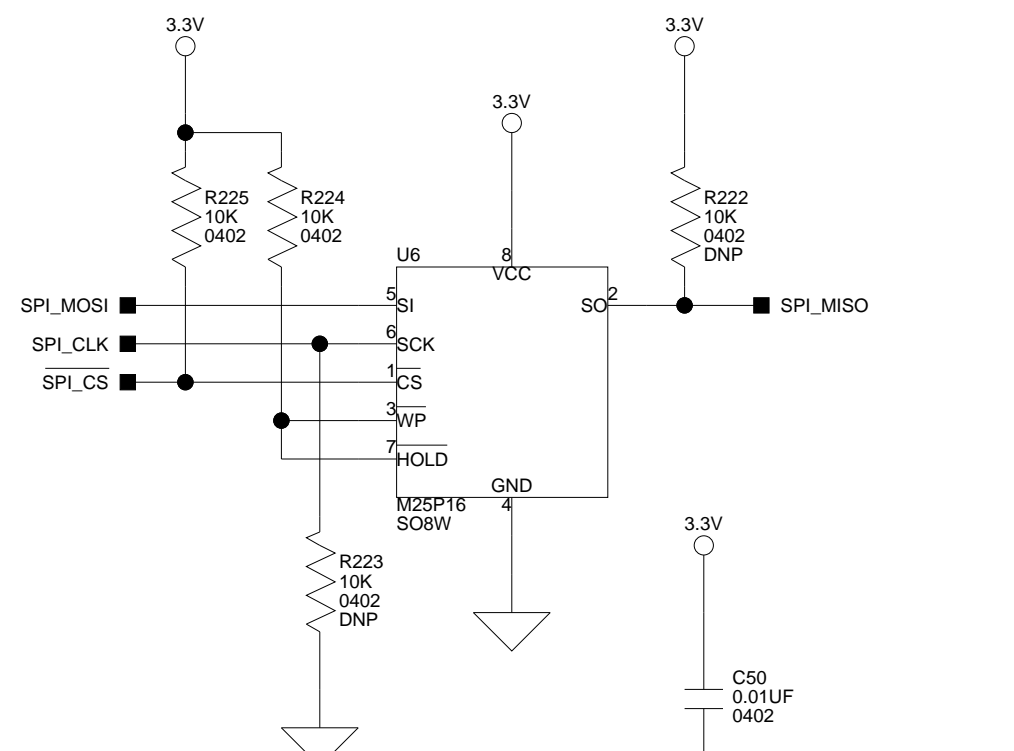 3.3V
3.3V
3.3V
R225
10K
0402
R224
10K
0402
R222
10K
0402
DNP
U6
8
VCC
SPI_MOSI
5
SI
SO
2
SPI_MISO
SPI_CLK
6
SCK
SPI_CS
1
CS
3
WP
7
HOLD
GND
4
M25P16
SO8W
3.3V
R223
10K
0402
DNP
C50
0.01UF
0402